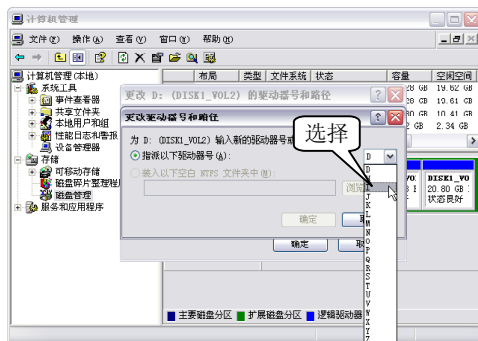 计算机管理
文件(F) 操作(A) 查看(V) 窗口(W) 帮助(H)
计算机管理(本地)
系统工具
事件查看器
共享文件夹
本地用户和组
性能日志和警报
设备管理器
存储
可移动存储
磁盘碎片整理程
磁盘管理
服务和应用程序
布局 类型 文件系统 状态 容量 空闲空间
28 GB 19.62 GB
28 GB 19.61 GB
GB 10.41 GB
GB 2.34 GB
更改 D: (DISK1_VOL2) 的驱动器号和路径
更改驱动器号和路径
为 D: (DISK1_VOL2) 输入新的驱动器号
选择
指派以下驱动器号(A):
D
装入以下空白 NTFS 文件夹中(M):
浏
确定
确定
D
J
K
L
M
N
O
P
Q
R
S
T
U
V
W
X
Y
Z
DISK1_VO
20.80 GB
状态良好
主要磁盘分区 扩展磁盘分区 逻辑驱动器